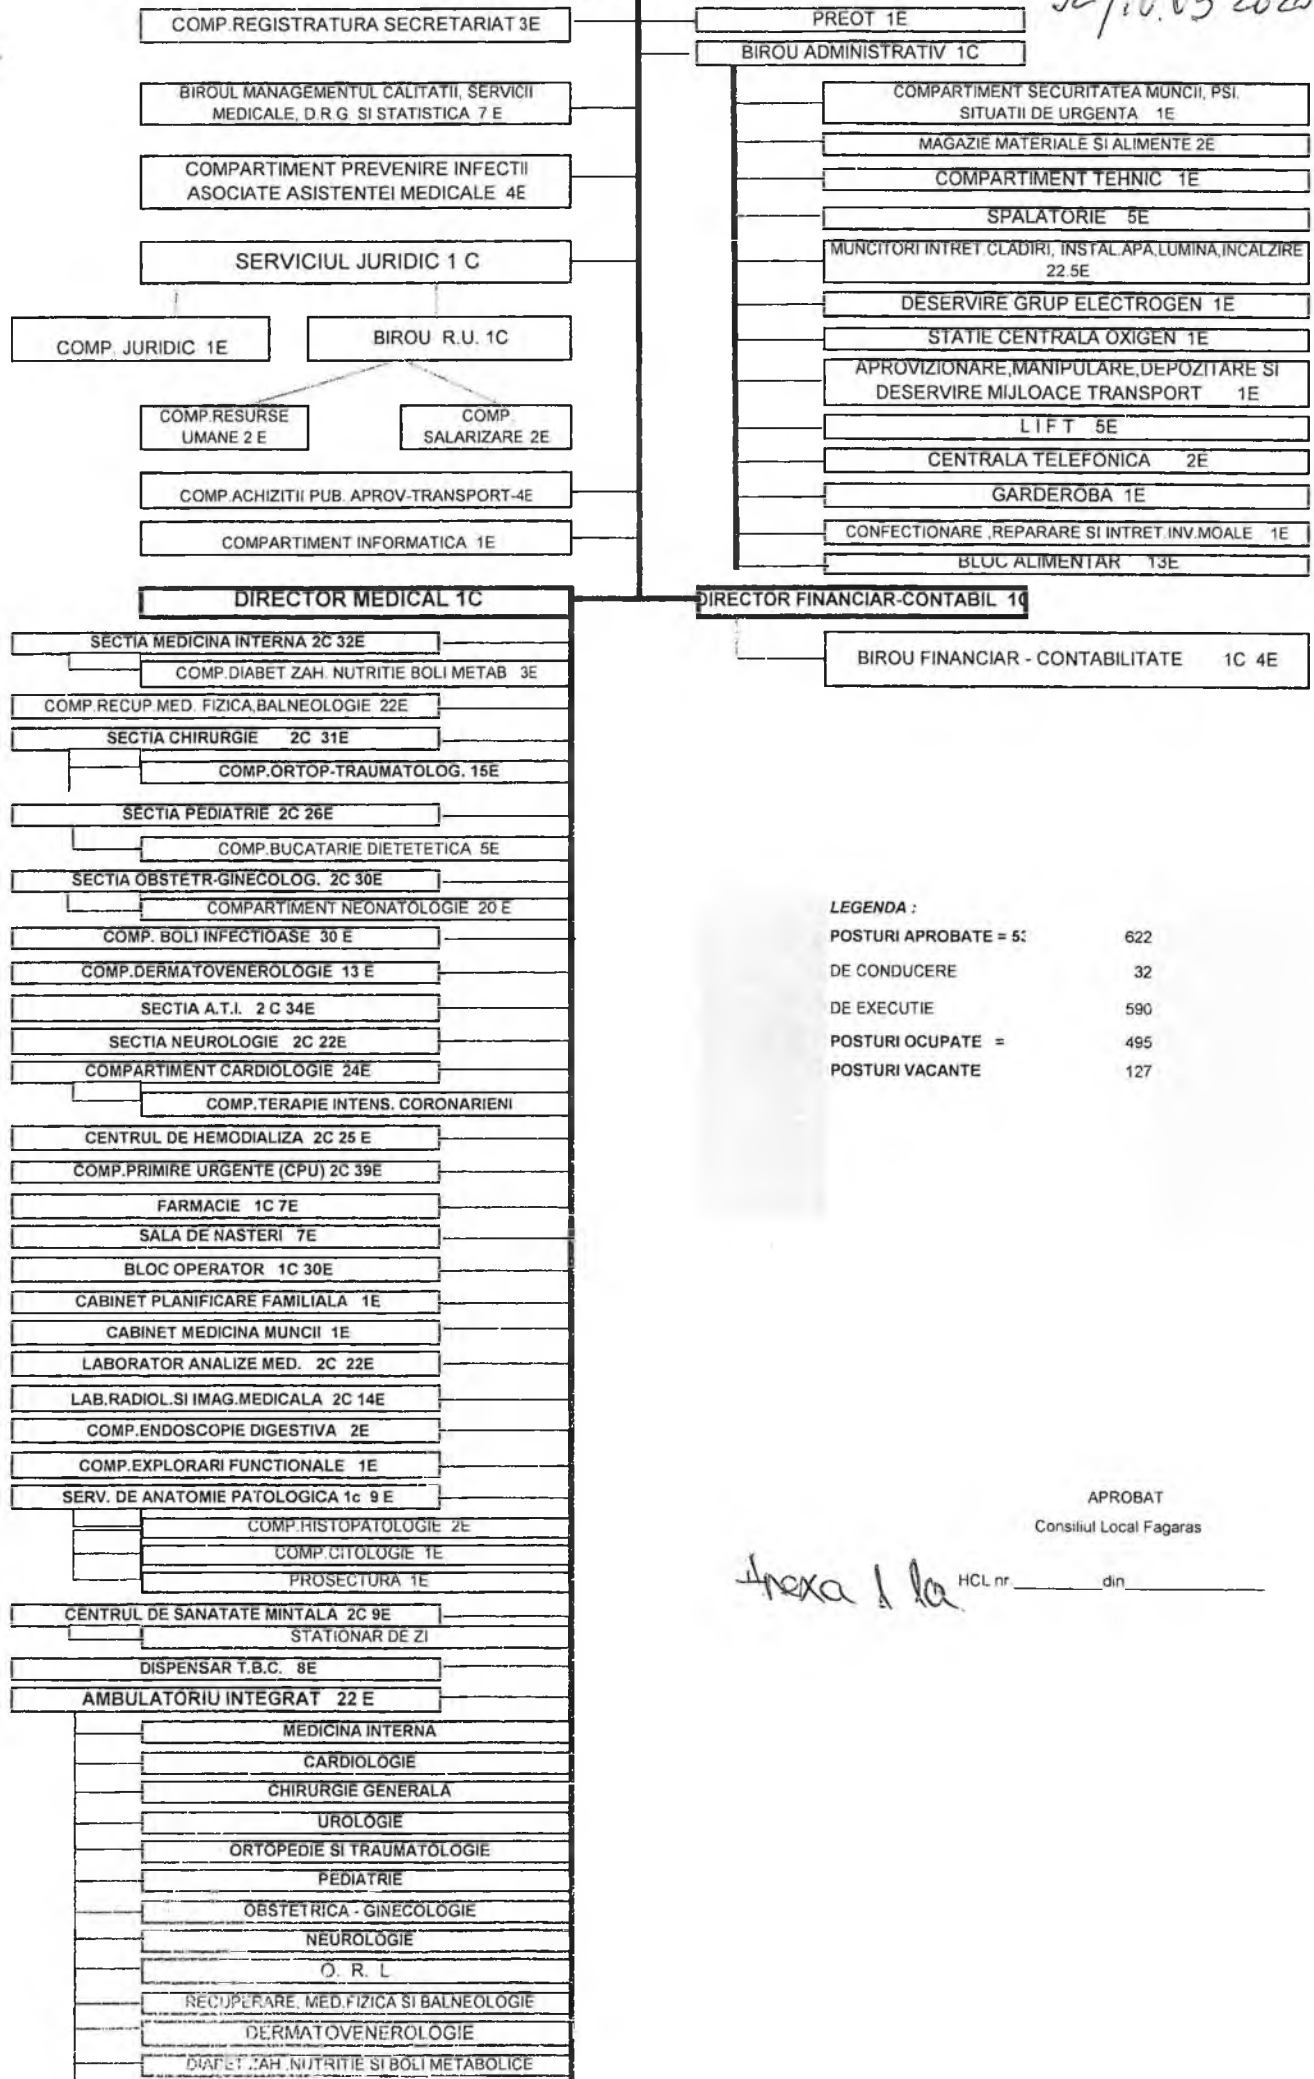 COMP.REGISTRATURA SECRETARIAT 3E
BIROUL MANAGEMENTUL CALITATII, SERVICII
MEDICALE, D.R.G. SI STATISTICA 7 E
COMPARTIMENT PREVENIRE INFECTII
ASOCIATE ASISTENTEI MEDICALE 4E
SERVICIUL JURIDIC 1 C
COMP. JURIDIC 1E
BIROU R.U. 1C
COMP.RESURSE
UMANE 2 E
COMP.
SALARIZARE 2E
COMP.ACHIZITII PUB. APROV-TRANSPORT-4E
COMPARTIMENT INFORMATICA 1E
PREOT 1E
BIROU ADMINISTRATIV 1C
COMPARTIMENT SECURITATEA MUNCII, PSI.
SITUATII DE URGENTA 1E
MAGAZIE MATERIALE SI ALIMENTE 2E
COMPARTIMENT TEHNIC 1E
SPALATORIE 5E
MUNCITORI INTRET.CLADIRI, INSTAL.APA,LUMINA,INCALZIRE
22.5E
DESERVIRE GRUP ELECTROGEN 1E
STATIE CENTRALA OXIGEN 1E
APROVIZIONARE,MANIPULARE,DEPOZITARE SI
DESERVIRE MIJLOACE TRANSPORT 1E
L I F T 5E
CENTRALA TELEFONICA 2E
GARDEROBA 1E
CONFECTIONARE ,REPARARE SI INTRET.INV.MOALE 1E
BLOC ALIMENTAR 13E
DIRECTOR MEDICAL 1C
DIRECTOR FINANCIAR-CONTABIL 1C
BIROU FINANCIAR - CONTABILITATE 1C 4E
SECTIA MEDICINA INTERNA 2C 32E
COMP.DIABET ZAH. NUTRITIE BOLI METAB 3E
COMP.RECUP.MED. FIZICA,BALNEOLOGIE 22E
SECTIA CHIRURGIE 2C 31E
COMP.ORTOP-TRAUMATOLOG. 15E
SECTIA PEDIATRIE 2C 26E
COMP.BUCATARIE DIETETETICA 5E
SECTIA OBSTETR-GINECOLOG. 2C 30E
COMPARTIMENT NEONATOLOGIE 20 E
COMP. BOLI INFECTIOASE 30 E
COMP.DERMATOVENEROLOGIE 13 E
SECTIA A.T.I. 2 C 34E
SECTIA NEUROLOGIE 2C 22E
COMPARTIMENT CARDIOLOGIE 24E
COMP.TERAPIE INTENS. CORONARIENI
CENTRUL DE HEMODIALIZA 2C 25 E
COMP.PRIMIRE URGENTE (CPU) 2C 39E
FARMACIE 1C 7E
SALA DE NASTERI 7E
BLOC OPERATOR 1C 30E
CABINET PLANIFICARE FAMILIALA 1E
CABINET MEDICINA MUNCII 1E
LABORATOR ANALIZE MED. 2C 22E
LAB.RADIOL.SI IMAG.MEDICALA 2C 14E
COMP.ENDOSCOPIE DIGESTIVA 2E
COMP.EXPLORARI FUNCTIONALE 1E
SERV. DE ANATOMIE PATOLOGICA 1c 9 E
COMP.HISTOPATOLOGIE 2E
COMP.CITOLOGIE 1E
PROSECTURA 1E
CENTRUL DE SANATATE MINTALA 2C 9E
STATIONAR DE ZI
DISPENSAR T.B.C. 8E
AMBULATORIU INTEGRAT 22 E
MEDICINA INTERNA
CARDIOLOGIE
CHIRURGIE GENERALA
UROLOGIE
ORTOPEDIE SI TRAUMATOLOGIE
PEDIATRIE
OBSTETRICA - GINECOLOGIE
NEUROLOGIE
O. R. L
RECUPERARE, MED.FIZICA SI BALNEOLOGIE
DERMATOVENEROLOGIE
DIABET ZAH.,NUTRITIE SI BOLI METABOLICE
LEGENDA :
POSTURI APROBATE = 53 622
DE CONDUCERE 32
DE EXECUTIE 590
POSTURI OCUPATE = 495
POSTURI VACANTE 127
APROBAT
Consiliul Local Fagaras
Anexa 1 la HCL nr.________din________